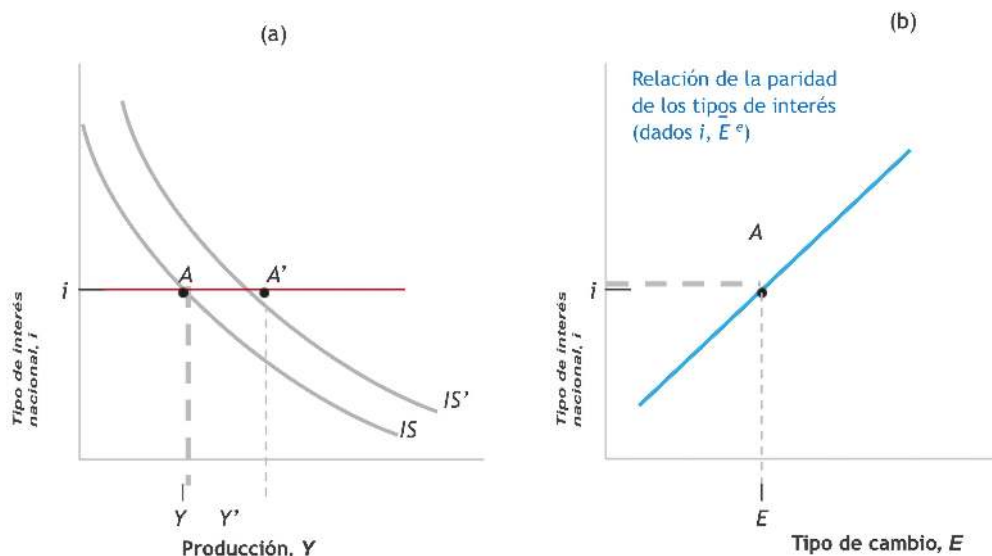 (a)
Tipo de interés
nacional, i
i
A
A'
IS'
IS
Y
Y'
Producción, Y
(b)
Relación de la paridad
de los tipos de interés
(dados i, E̅ ᵉ)
Tipo de interés
nacional, i
i
A
E
Tipo de cambio, E